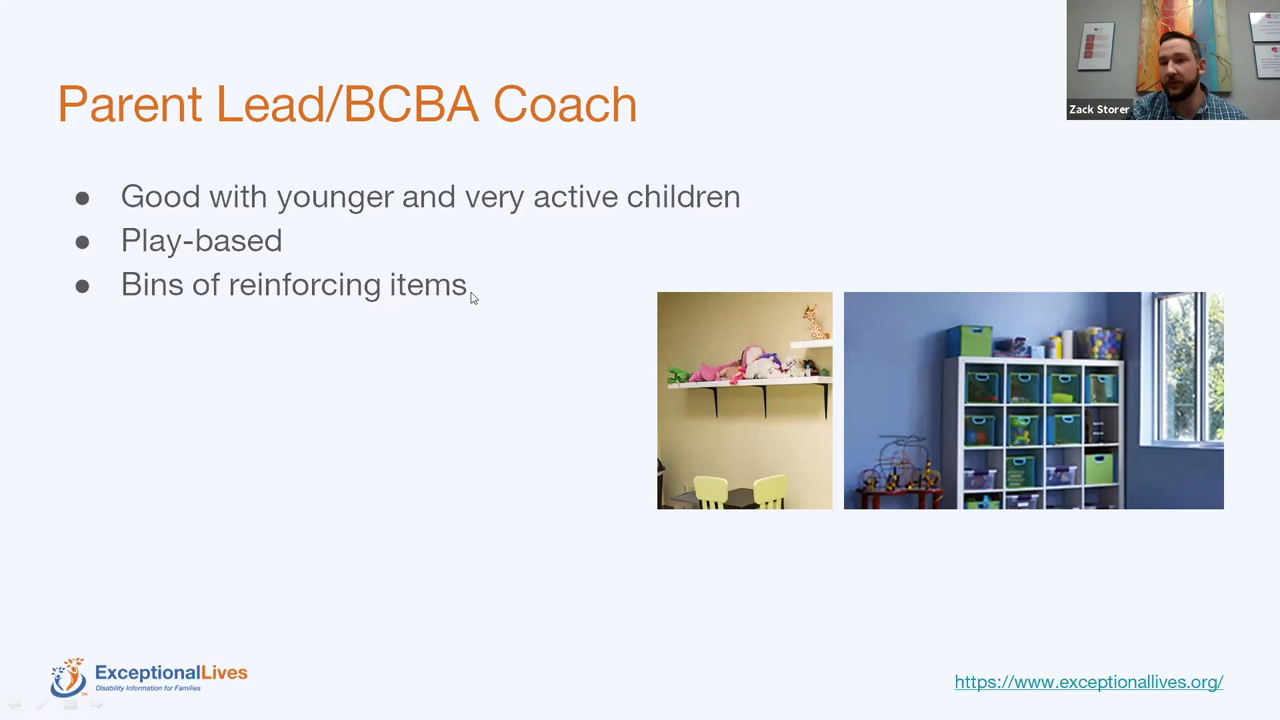 Parent Lead/BCBA Coach
Zack Storer
● Good with younger and very active children
● Play-based
● Bins of reinforcing items
ExceptionalLives
Disability Information for Families
https://www.exceptionallives.org/